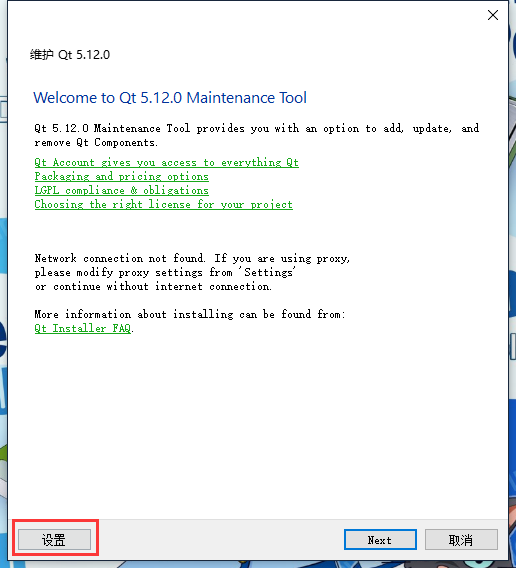 维护 Qt 5.12.0
Welcome to Qt 5.12.0 Maintenance Tool
Qt 5.12.0 Maintenance Tool provides you with an option to add, update, and
remove Qt Components.
Qt Account gives you access to everything Qt
Packaging and pricing options
LGPL compliance & obligations
Choosing the right license for your project
Network connection not found. If you are using proxy,
please modify proxy settings from 'Settings'
or continue without internet connection.
More information about installing can be found from:
Qt Installer FAQ.
设置 Next 取消